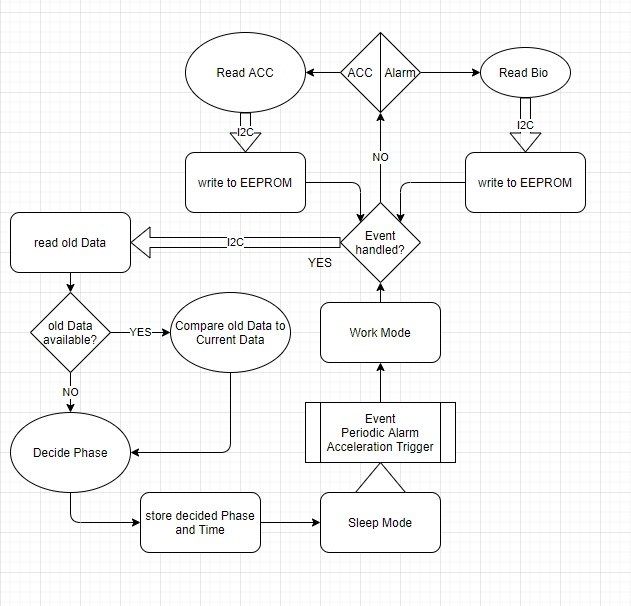 Read ACC
ACC
Alarm
Read Bio
I2C
I2C
NO
write to EEPROM
write to EEPROM
read old Data
I2C
Event
handled?
YES
old Data
available?
YES
Compare old Data to
Current Data
Work Mode
NO
Event
Periodic Alarm
Acceleration Trigger
Decide Phase
store decided Phase
and Time
Sleep Mode